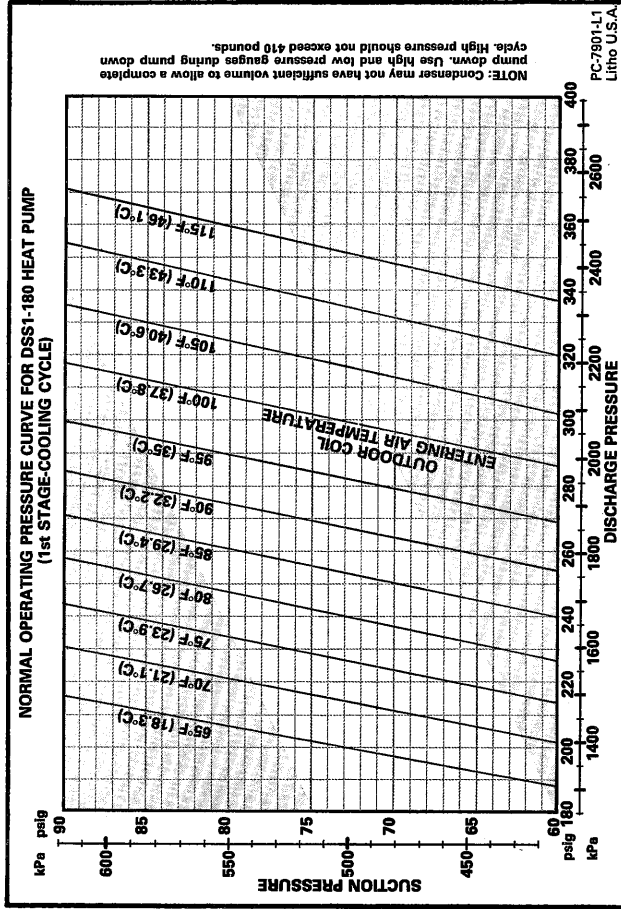 NORMAL OPERATING PRESSURE CURVE FOR DSS1-180 HEAT PUMP
(1st STAGE-COOLING CYCLE)
kPa psig
90
85
80
75
70
60
psig
kPa
600
550
500
450
SUCTION PRESSURE
65°F (18.3°C)
70°F (21.1°C)
75°F (23.9°C)
80°F (26.7°C)
85°F (29.4°C)
90°F (32.2°C)
95°F (35°C)
100°F (37.8°C)
105°F (40.6°C)
110°F (43.3°C)
115°F (46.1°C)
OUTDOOR COIL
ENTERING AIR TEMPERATURE
180 200 220 240 260 280 300 320 340 360 380 400
1400 1600 1800 2000 2200 2400 2600
DISCHARGE PRESSURE
NOTE: Condenser may not have sufficient volume to allow a complete
pump down. Use high and low pressure gauges during pump down
cycle. High pressure should not exceed 410 pounds.
PC-7901-L1
Litho U.S.A.